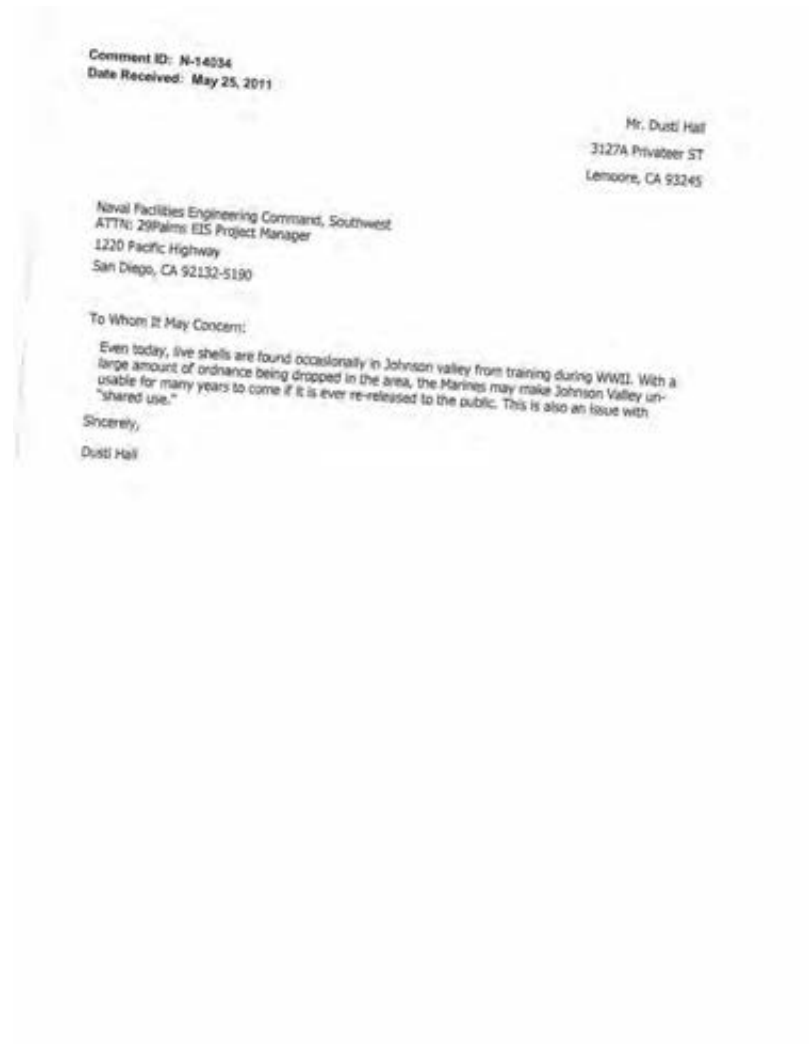 Comment ID: N-14034
Date Received: May 25, 2011
Mr. Dusti Hall
3127A Privateer ST
Lemoore, CA 93245
Naval Facilities Engineering Command, Southwest
ATTN: 29Palms EIS Project Manager
1220 Pacific Highway
San Diego, CA 92132-5190
To Whom It May Concern:
Even today, live shells are found occasionally in Johnson valley from training during WWII. With a
large amount of ordnance being dropped in the area, the Marines may make Johnson Valley un-
usable for many years to come if it is ever re-released to the public. This is also an issue with
"shared use."
Sincerely,
Dusti Hall